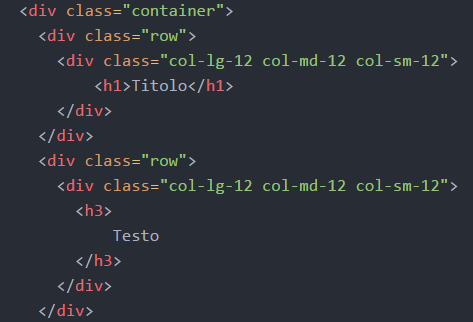 <div class="container">
<div class="row">
<div class="col-lg-12 col-md-12 col-sm-12">
<h1>Titolo</h1>
</div>
</div>
<div class="row">
<div class="col-lg-12 col-md-12 col-sm-12">
<h3>
Testo
</h3>
</div>
</div>